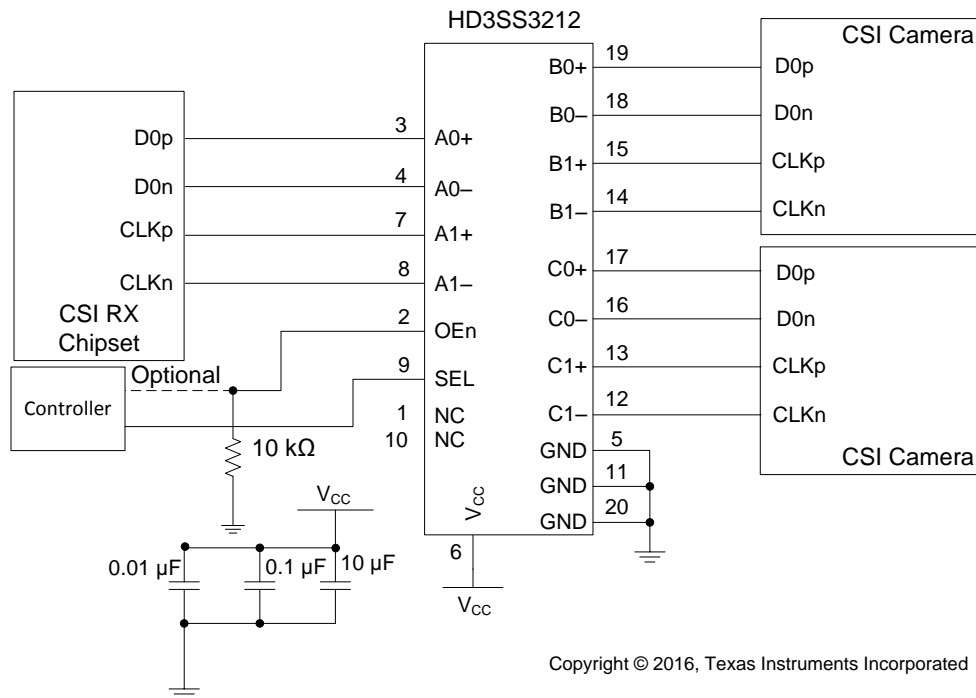 HD3SS3212
CSI RX
Chipset
D0p
D0n
CLKp
CLKn
3
4
7
8
2
9
1
10
A0+
A0–
A1+
A1–
OEn
SEL
NC
NC
Controller
Optional
10 kΩ
VCC
0.01 µF
0.1 µF
10 µF
VCC
6
VCC
B0+
B0–
B1+
B1–
C0+
C0–
C1+
C1–
GND
GND
GND
19
18
15
14
17
16
13
12
5
11
20
CSI Camera
D0p
D0n
CLKp
CLKn
D0p
D0n
CLKp
CLKn
CSI Camera
Copyright © 2016, Texas Instruments Incorporated